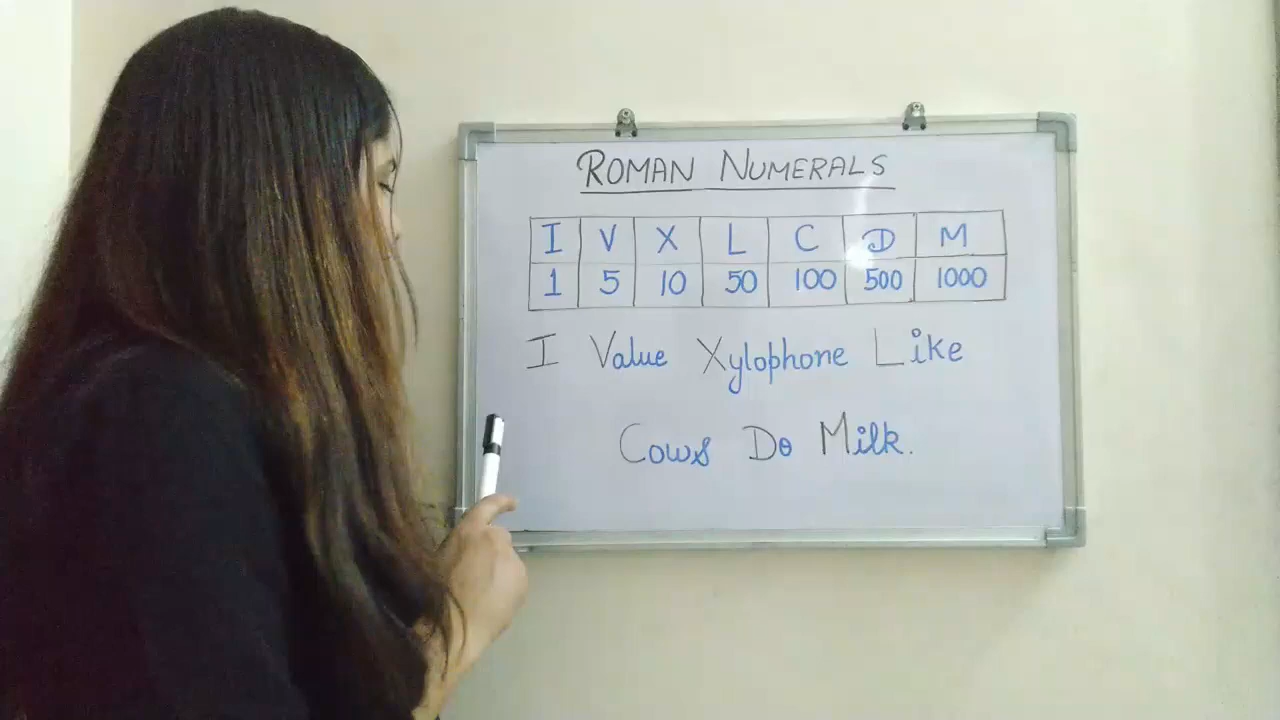 ROMAN NUMERALS
I V X L C D M
1 5 10 50 100 500 1000
I Value Xylophone Like
Cows Do Milk.